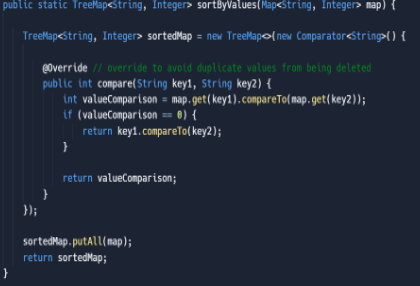 public static TreeMap<String, Integer> sortByValues(Map<String, Integer> map) {
TreeMap<String, Integer> sortedMap = new TreeMap<>(new Comparator<String>() {
@Override // override to avoid duplicate values from being deleted
public int compare(String key1, String key2) {
int valueComparison = map.get(key1).compareTo(map.get(key2));
if (valueComparison == 0) {
return key1.compareTo(key2);
}
return valueComparison;
}
});
sortedMap.putAll(map);
return sortedMap;
}